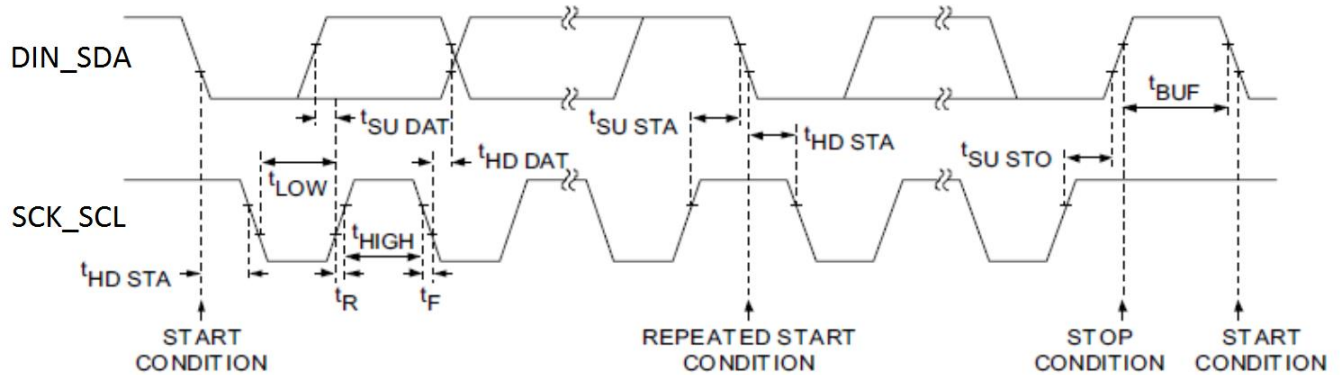 DIN_SDA
tSU DAT
tHD DAT
tSU STA
tHD STA
tSU STO
tBUF
tLOW
SCK_SCL
tHIGH
tHD STA
tR
tF
START
CONDITION
REPEATED START
CONDITION
STOP
CONDITION
START
CONDITION